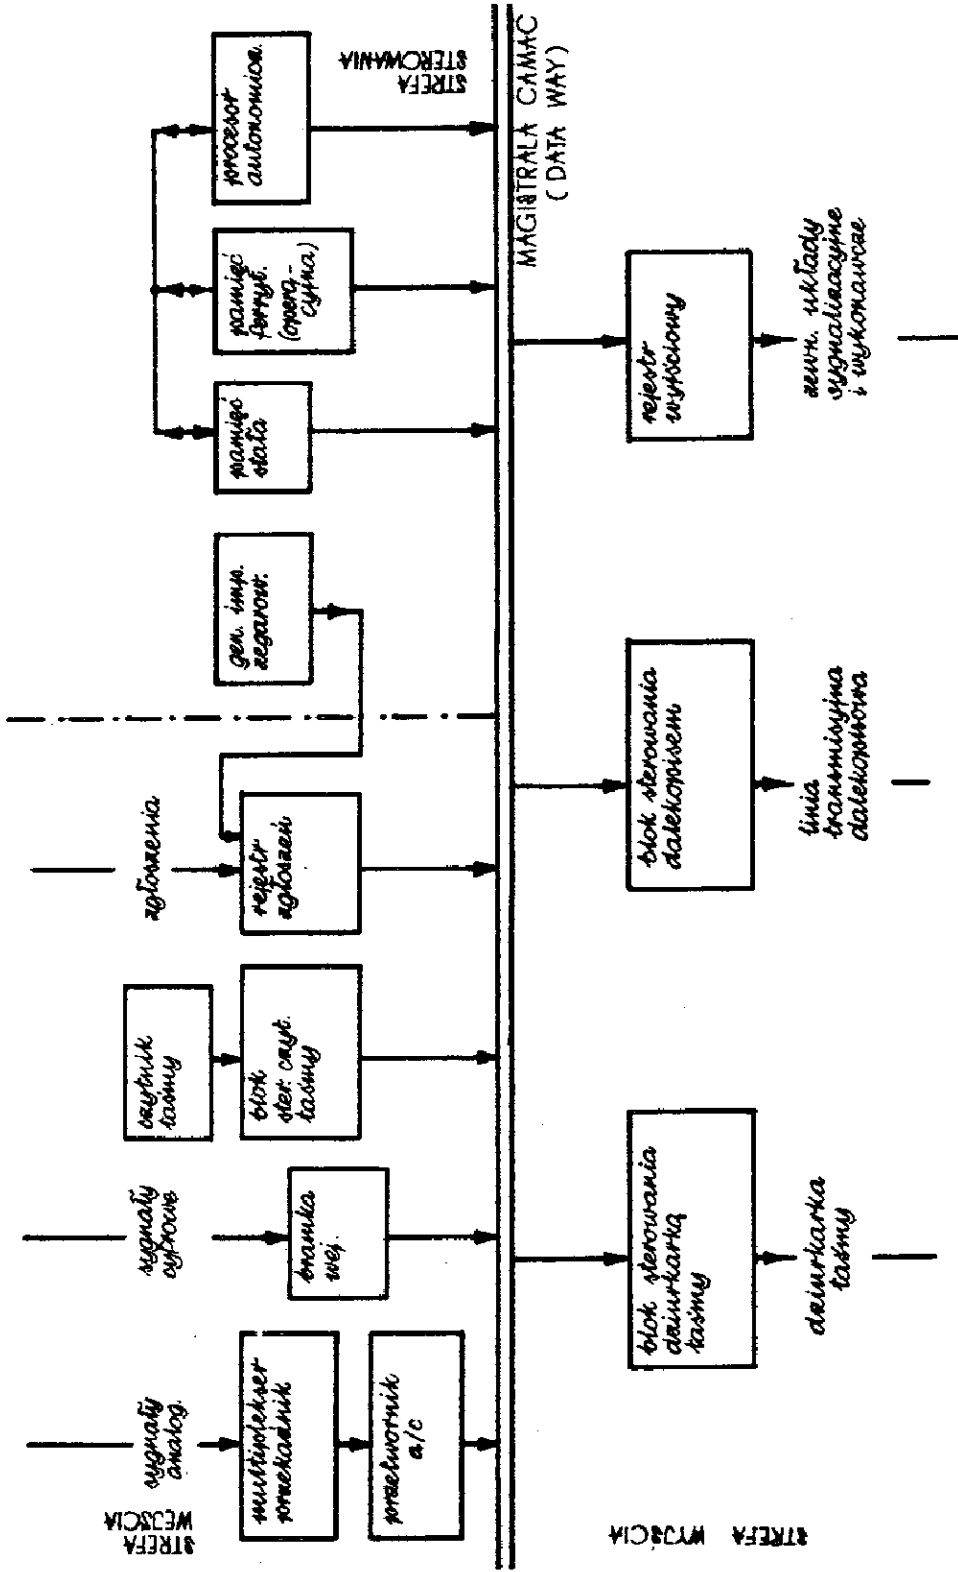 STREFA
WEJŚCIA
sygnały
analog.
multiplekser
przekaźnik
przetwornik
a/c
sygnały
cyfrowe
bramka
wej.
czytnik
taśmy
blok
ster. czyt.
taśmy
zgłoszenia
rejestr
zgłoszeń
gen. imp.
zegarow.
pamięć
stała
pamięć
ferryt.
(opera-
cyjna)
procesor
autonomicn.
STREFA
STEROWANIA
MAGISTRALA CAMAC
(DATA WAY)
STREFA WYJŚCIA
blok sterowania
dziurkarką
taśmy
dziurkarka
taśmy
blok sterowania
dalekopisem
linia
transmisyjna
dalekopisowa
rejestr
wyjściowy
zewn. układy
sygnalizacyjne
i wykonawcze